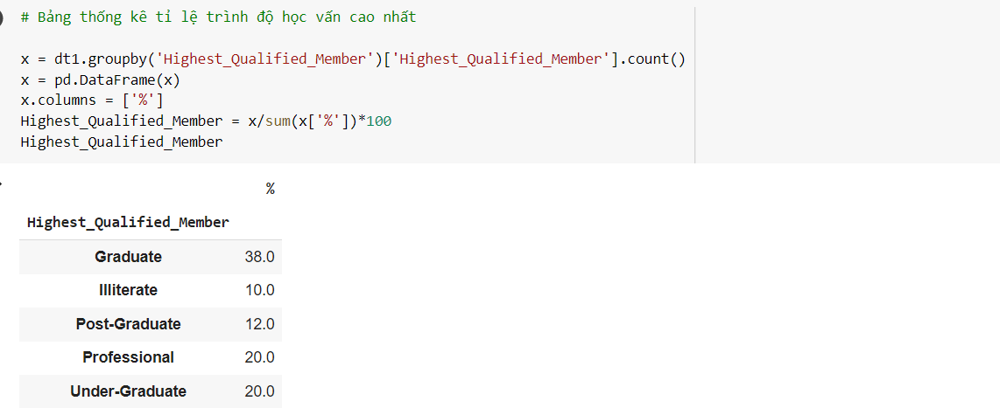 # Bảng thống kê tỉ lệ trình độ học vấn cao nhất
x = dt1.groupby('Highest_Qualified_Member')['Highest_Qualified_Member'].count()
x = pd.DataFrame(x)
x.columns = ['%']
Highest_Qualified_Member = x/sum(x['%'])*100
Highest_Qualified_Member
%
Highest_Qualified_Member
Graduate 38.0
Illiterate 10.0
Post-Graduate 12.0
Professional 20.0
Under-Graduate 20.0